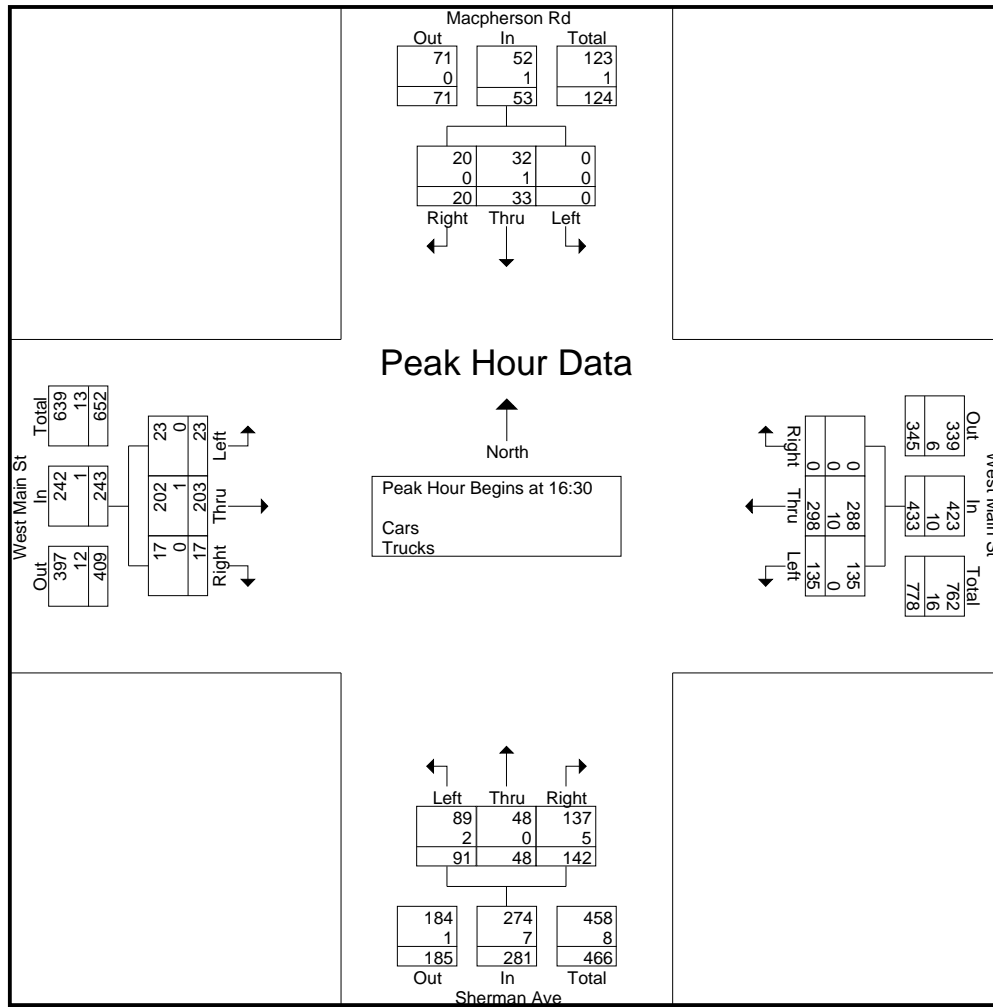 Macpherson Rd
Out In Total
71 52 123
0 1 1
71 53 124
20 32 0
0 1 0
20 33 0
Right Thru Left
Peak Hour Data
North
Peak Hour Begins at 16:30
Cars
Trucks
West Main St
Total
639 13 652
In
242 1 243
Out
397 12 409
23 0 23
Left
202 1 203
Thru
17 0 17
Right
West Main St
Out
339 6 345
In
423 10 433
Total
762 16 778
Right
0 0 0
Thru
288 10 298
Left
135 0 135
Left Thru Right
89 48 137
2 0 5
91 48 142
184 274 458
1 7 8
185 281 466
Out In Total
Sherman Ave